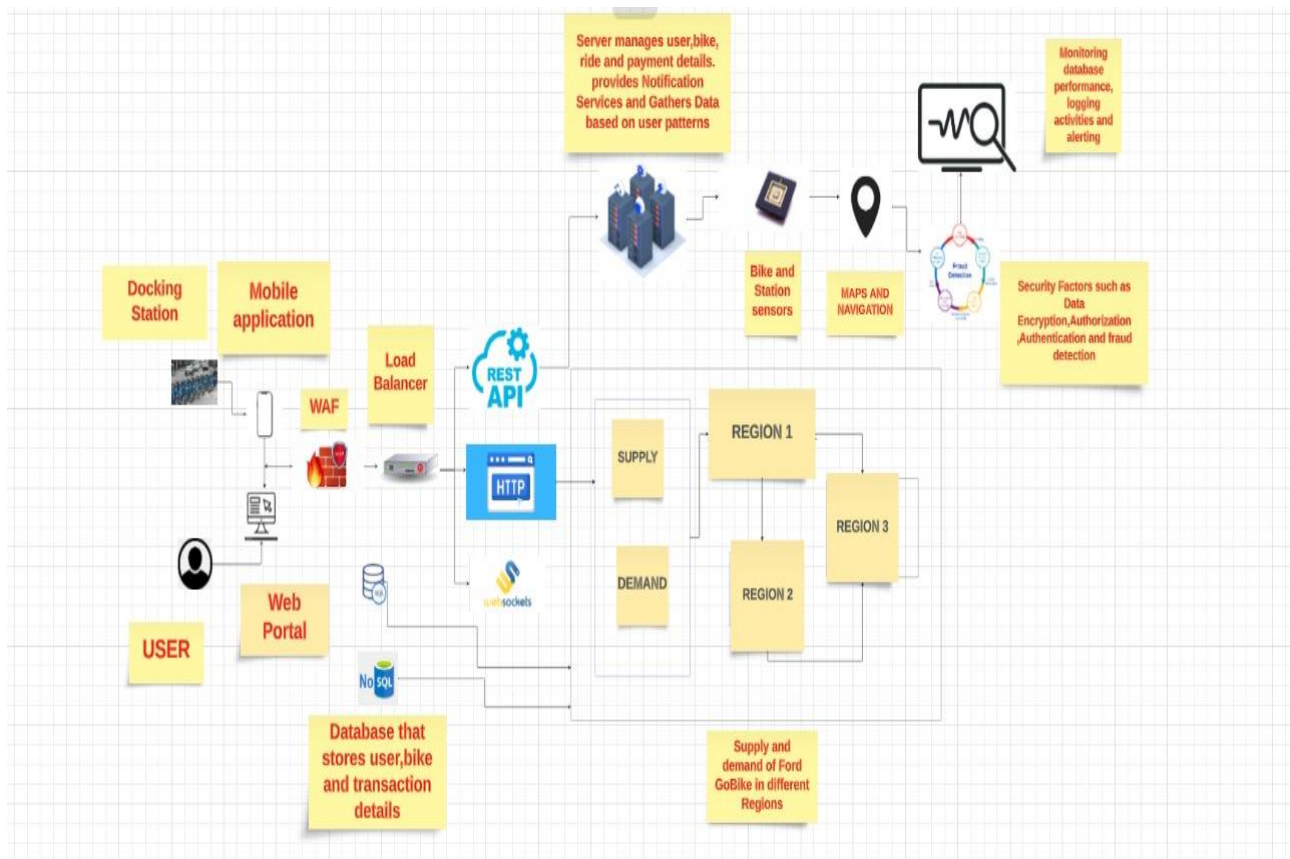 Server manages user,bike,
ride and payment details.
provides Notification
Services and Gathers Data
based on user patterns
Monitoring
database
performance,
logging
activities and
alerting
Docking
Station
Mobile
application
Load
Balancer
WAF
REST
API
HTTP
websockets
Bike and
Station
sensors
MAPS AND
NAVIGATION
Fraud
Detection
Security Factors such as
Data
Encryption,Authorization
,Authentication and fraud
detection
SUPPLY
DEMAND
REGION 1
REGION 2
REGION 3
USER
Web
Portal
No SQL
Database that
stores user,bike
and transaction
details
Supply and
demand of Ford
GoBike in different
Regions